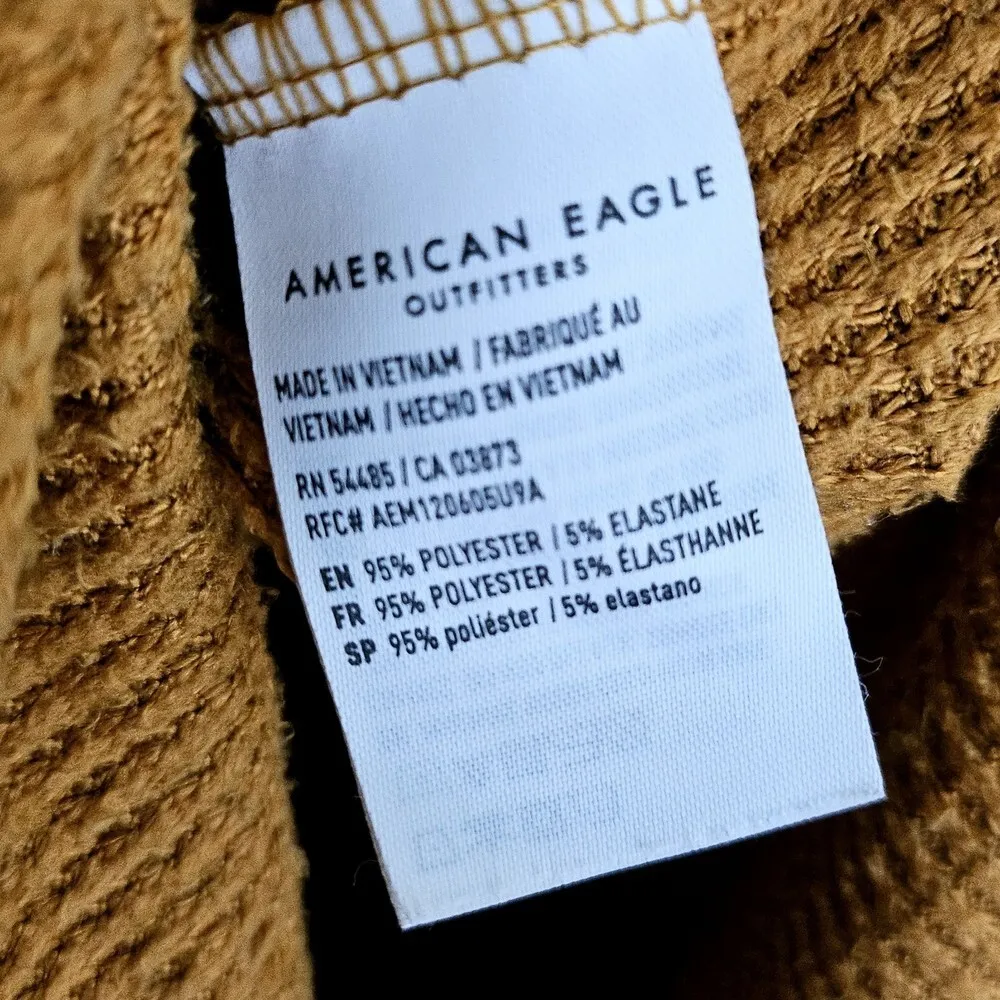 AMERICAN EAGLE
OUTFITTERS
MADE IN VIETNAM / FABRIQUÉ AU
VIETNAM / HECHO EN VIETNAM
RN 54485 / CA 03873
RFC# AEM120605U9A
EN 95% POLYESTER / 5% ELASTANE
FR 95% POLYESTER / 5% ÉLASTHANNE
SP 95% poliéster / 5% elastano